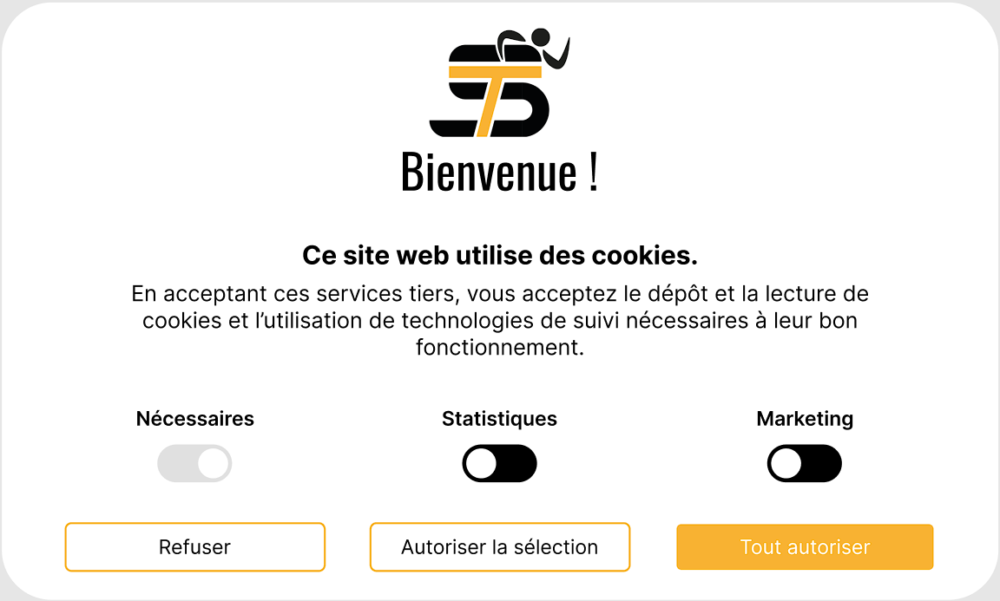 STS
Bienvenue !
Ce site web utilise des cookies.
En acceptant ces services tiers, vous acceptez le dépôt et la lecture de
cookies et l’utilisation de technologies de suivi nécessaires à leur bon
fonctionnement.
Nécessaires Statistiques Marketing
Refuser Autoriser la sélection Tout autoriser